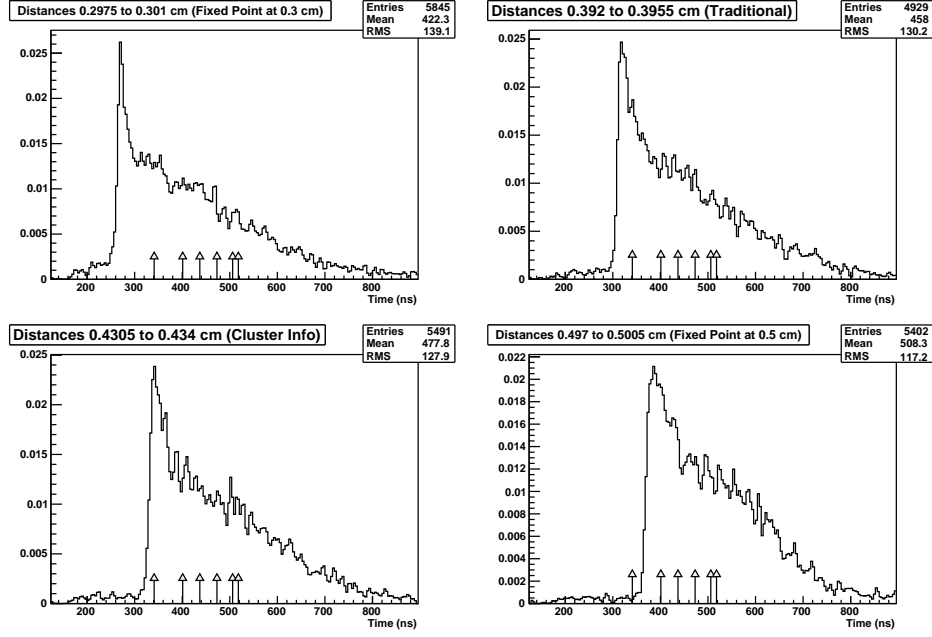 Distances 0.2975 to 0.301 cm (Fixed Point at 0.3 cm)
Entries 5845
Mean 422.3
RMS 139.1
0.025
0.02
0.015
0.01
0.005
0
200 300 400 500 600 700 800
Time (ns)
Distances 0.392 to 0.3955 cm (Traditional)
Entries 4929
Mean 458
RMS 130.2
0.025
0.02
0.015
0.01
0.005
0
200 300 400 500 600 700 800
Time (ns)
Distances 0.4305 to 0.434 cm (Cluster Info)
Entries 5491
Mean 477.8
RMS 127.9
0.025
0.02
0.015
0.01
0.005
0
200 300 400 500 600 700 800
Time (ns)
Distances 0.497 to 0.5005 cm (Fixed Point at 0.5 cm)
Entries 5402
Mean 508.3
RMS 117.2
0.022
0.02
0.018
0.016
0.014
0.012
0.01
0.008
0.006
0.004
0.002
0
200 300 400 500 600 700 800
Time (ns)